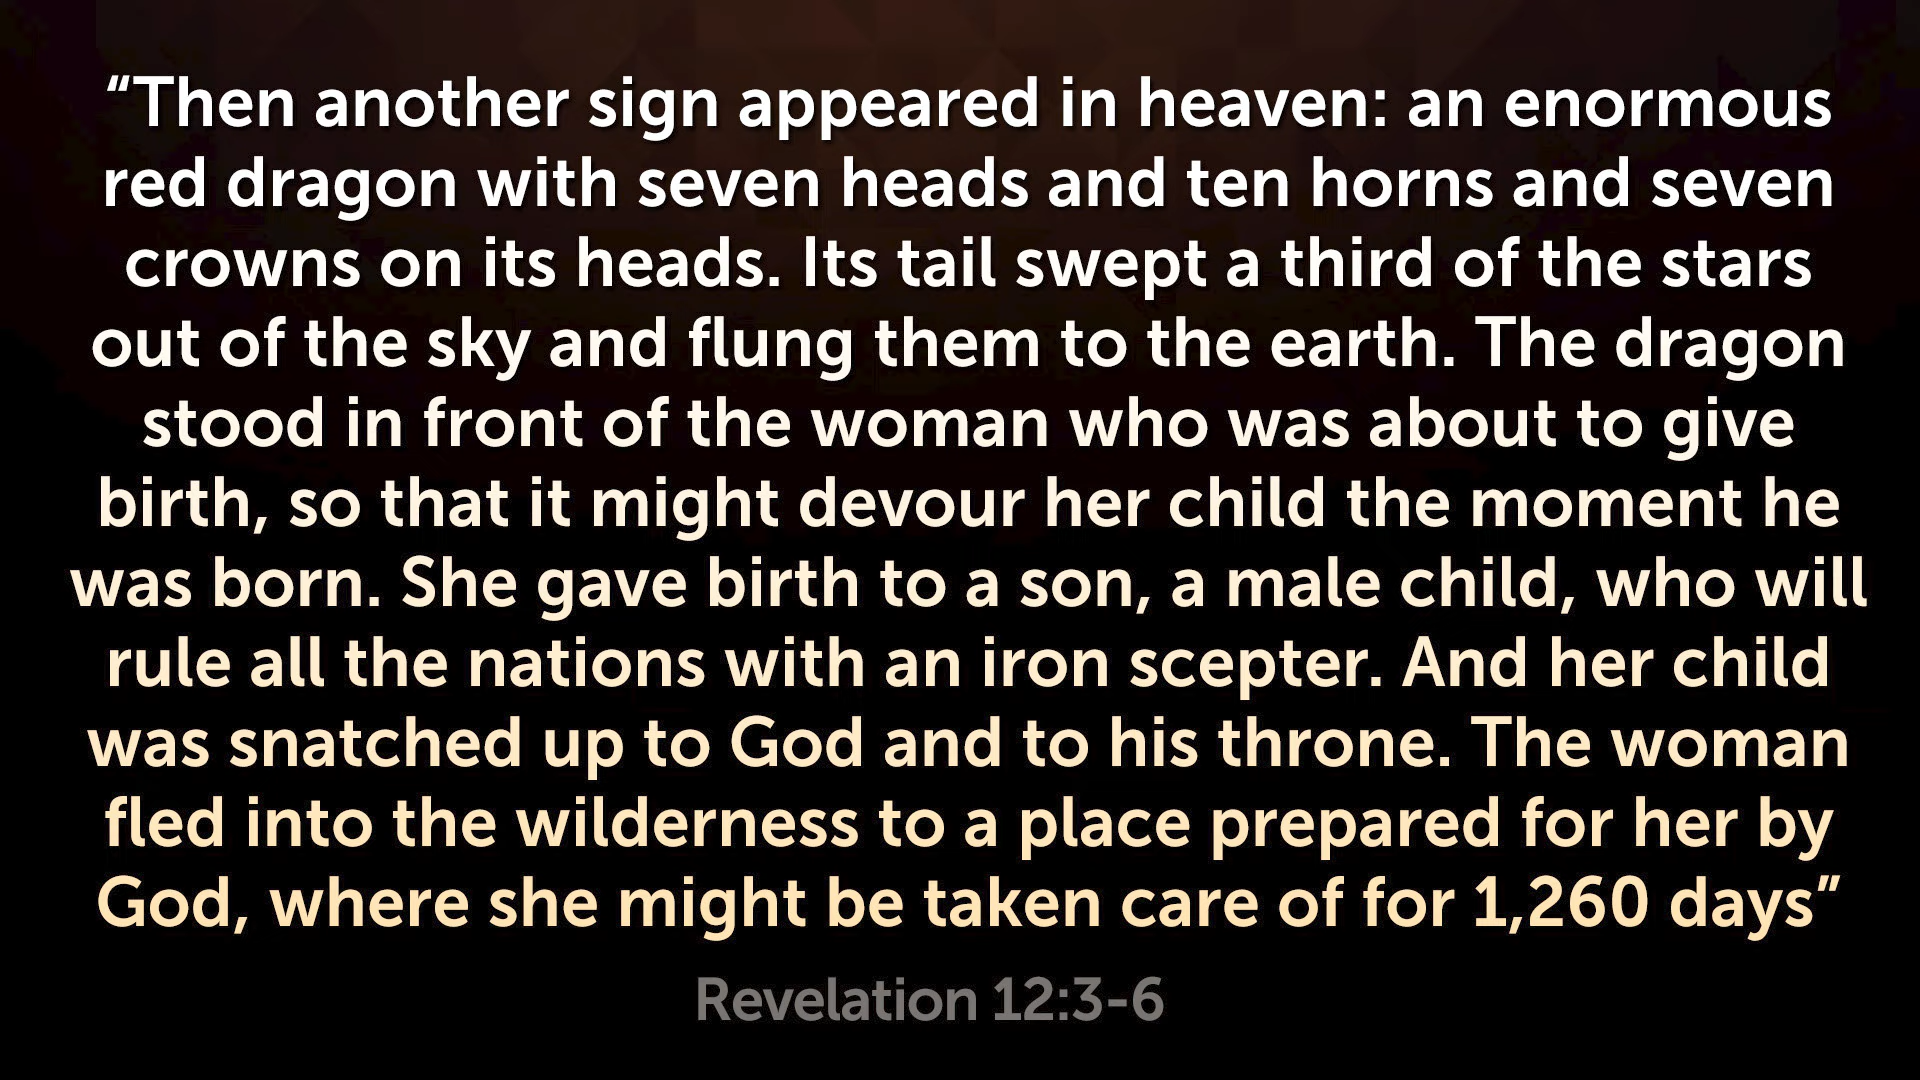 “Then another sign appeared in heaven: an enormous
red dragon with seven heads and ten horns and seven
crowns on its heads. Its tail swept a third of the stars
out of the sky and flung them to the earth. The dragon
stood in front of the woman who was about to give
birth, so that it might devour her child the moment he
was born. She gave birth to a son, a male child, who will
rule all the nations with an iron scepter. And her child
was snatched up to God and to his throne. The woman
fled into the wilderness to a place prepared for her by
God, where she might be taken care of for 1,260 days”
Revelation 12:3-6